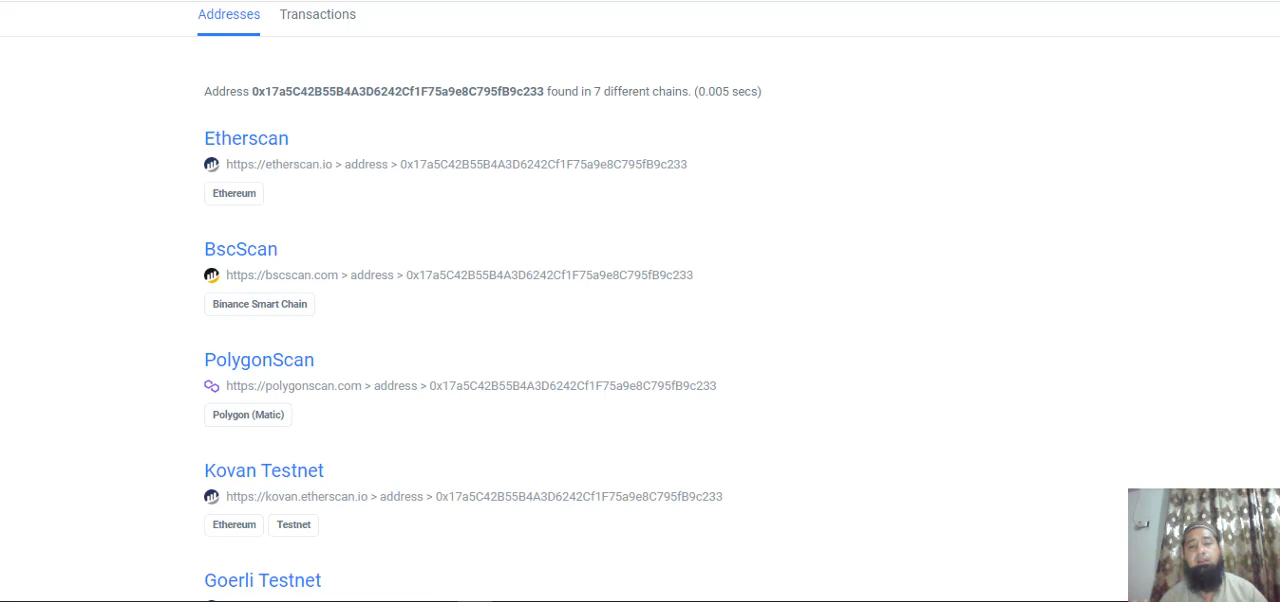 Addresses Transactions
Address 0x17a5C42B55B4A3D6242Cf1F75a9e8C795fB9c233 found in 7 different chains. (0.005 secs)
Etherscan
https://etherscan.io > address > 0x17a5C42B55B4A3D6242Cf1F75a9e8C795fB9c233
Ethereum
BscScan
https://bscscan.com > address > 0x17a5C42B55B4A3D6242Cf1F75a9e8C795fB9c233
Binance Smart Chain
PolygonScan
https://polygonscan.com > address > 0x17a5C42B55B4A3D6242Cf1F75a9e8C795fB9c233
Polygon (Matic)
Kovan Testnet
https://kovan.etherscan.io > address > 0x17a5C42B55B4A3D6242Cf1F75a9e8C795fB9c233
Ethereum Testnet
Goerli Testnet